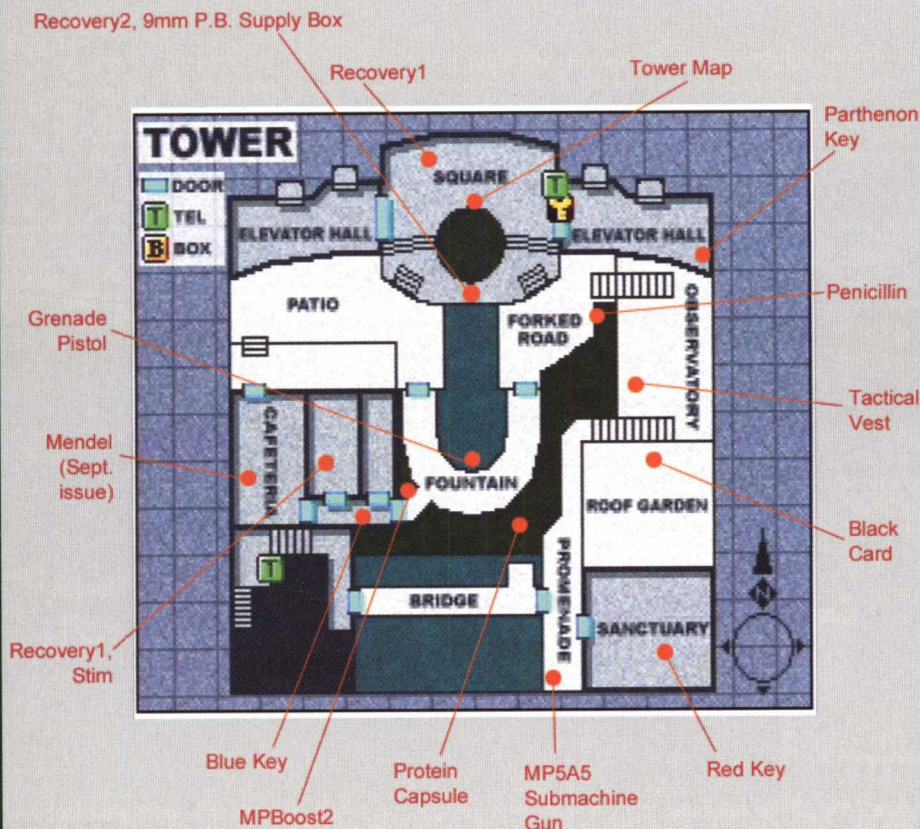 Recovery2, 9mm P.B. Supply Box
Recovery1
Tower Map
Parthenon
Key
TOWER
DOOR
T
TEL
B
BOX
SQUARE
T
ELEVATOR HALL
ELEVATOR HALL
PATIO
FORKED
ROAD
OBSERVATORY
Penicillin
Grenade
Pistol
Tactical
Vest
CAFETERIA
Mendel
(Sept.
issue)
FOUNTAIN
ROOF GARDEN
Black
Card
T
PROMENADE
N
BRIDGE
SANCTUARY
Recovery1,
Stim
Blue Key
Protein
Capsule
MP5A5
Submachine
Gun
Red Key
MPBoost2